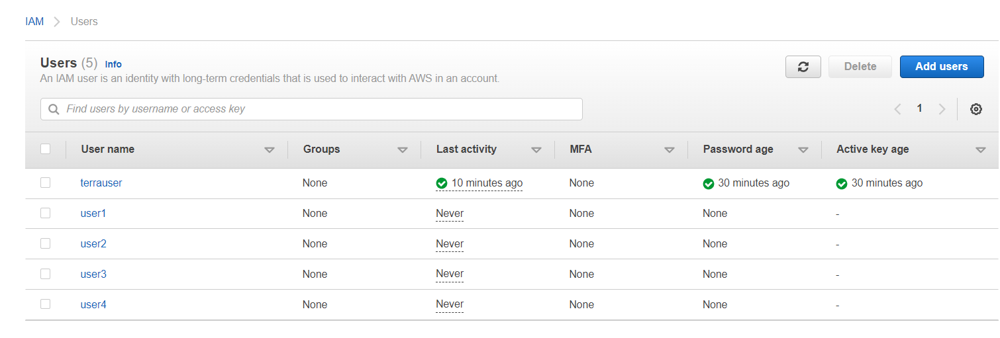 IAM > Users
Users (5) Info
An IAM user is an identity with long-term credentials that is used to interact with AWS in an account.
Delete
Add users
Find users by username or access key
1
User name Groups Last activity MFA Password age Active key age
terrauser None 10 minutes ago None 30 minutes ago 30 minutes ago
user1 None Never None None -
user2 None Never None None -
user3 None Never None None -
user4 None Never None None -